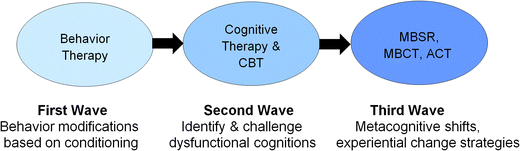 Behavior
Therapy
Cognitive
Therapy &
CBT
MBSR,
MBCT, ACT
First Wave
Behavior modifications
based on conditioning
Second Wave
Identify & challenge
dysfunctional cognitions
Third Wave
Metacognitive shifts,
experiential change strategies